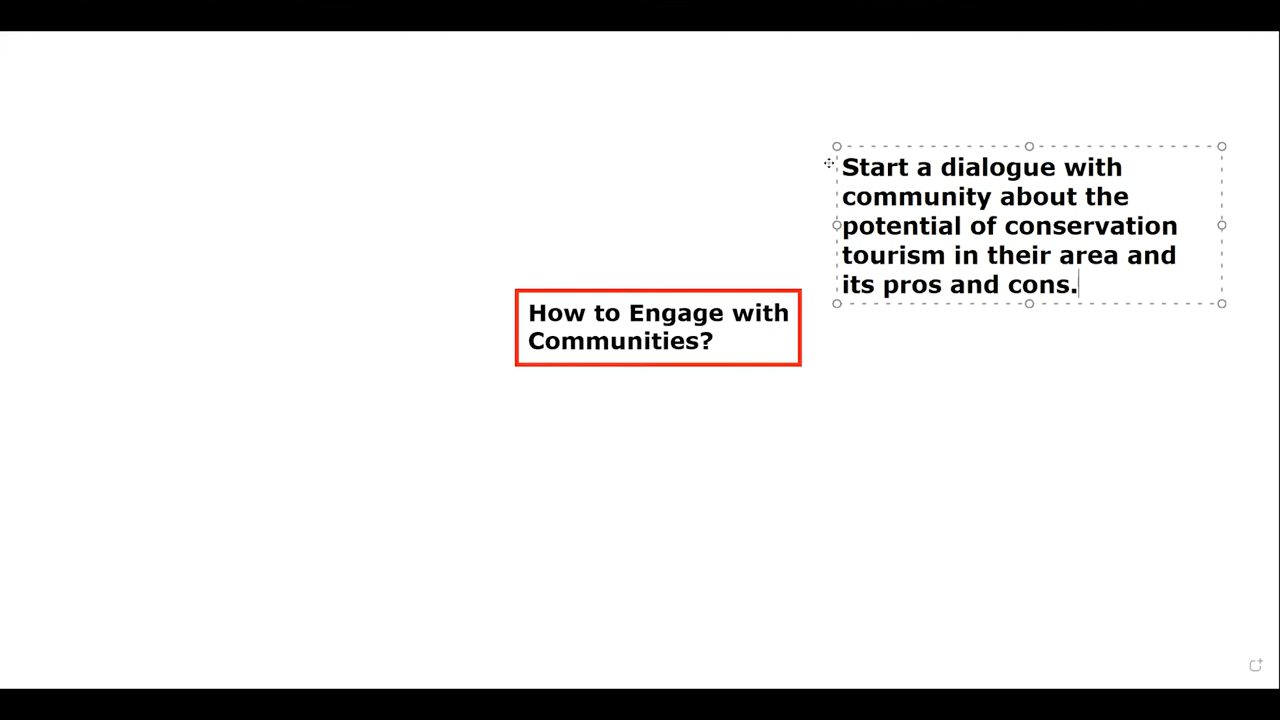 Start a dialogue with
community about the
potential of conservation
tourism in their area and
its pros and cons.
How to Engage with
Communities?